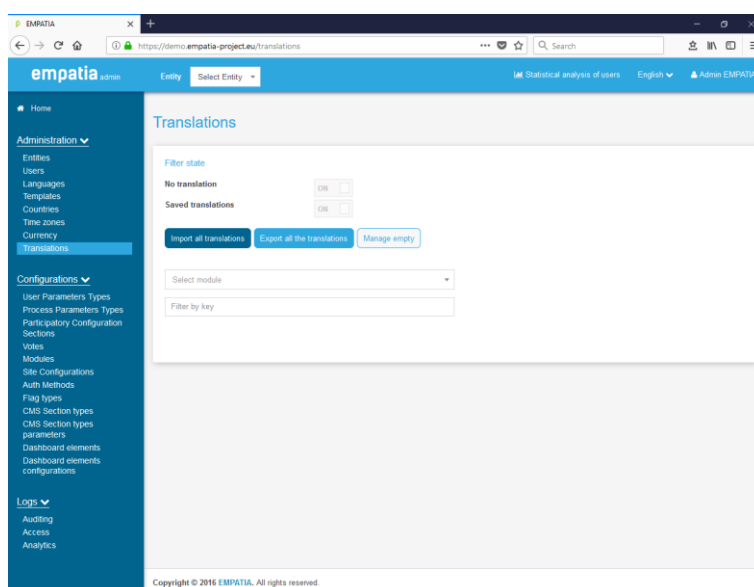 EMPATIA
https://demo.empatia-project.eu/translations
Search
empatia admin
Entity
Select Entity
Statistical analysis of users
English
Admin EMPATIA
Home
Administration
Entities
Users
Languages
Templates
Countries
Time zones
Currency
Translations
Configurations
User Parameters Types
Process Parameters Types
Participatory Configuration
Sections
Votes
Modules
Site Configurations
Auth Methods
Flag types
CMS Section types
CMS Section types
parameters
Dashboard elements
Dashboard elements
configurations
Logs
Auditing
Access
Analytics
Translations
Filter state
No translation
ON
Saved translations
ON
Import all translations
Export all the translations
Manage empty
Select module
Filter by key
Copyright © 2016 EMPATIA. All rights reserved.